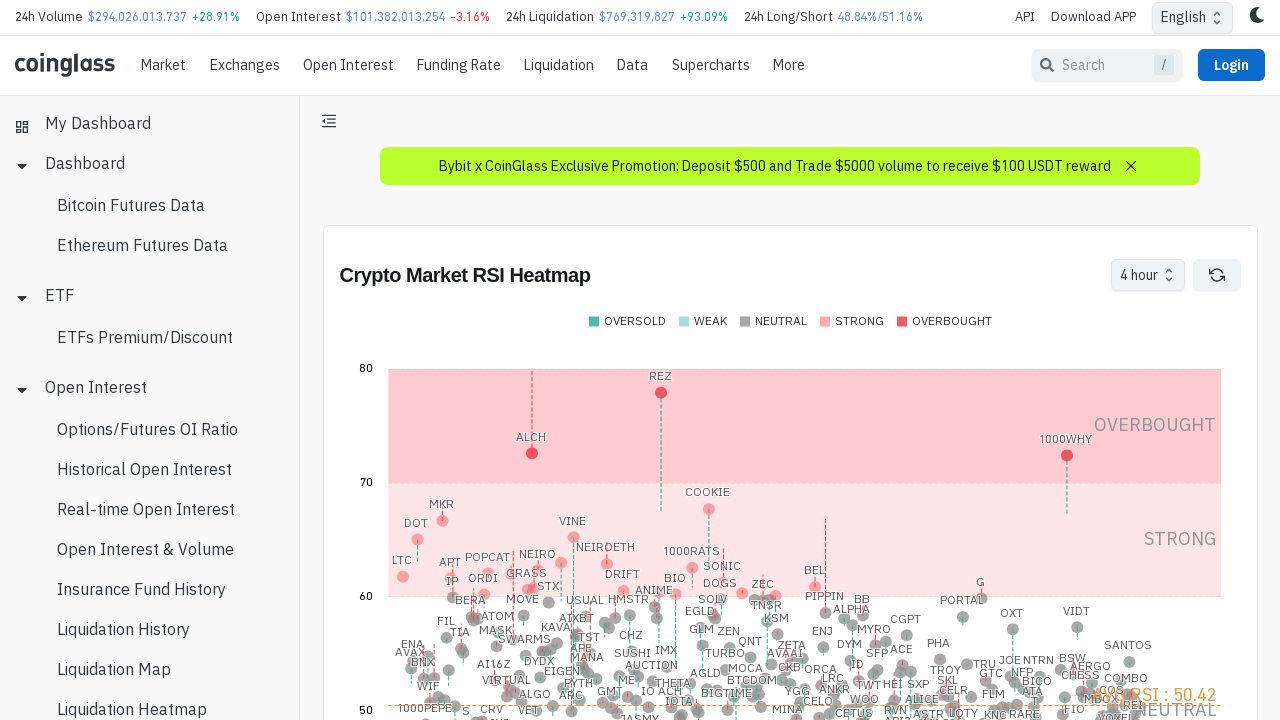 24h Volume $294,026,013,737 +28.91% Open Interest $101,382,013,254 -3.16% 24h Liquidation $769,319,827 +93.09% 24h Long/Short 48.84%/51.16% API Download APP English
coinglass Market Exchanges Open Interest Funding Rate Liquidation Data Supercharts More Search / Login
My Dashboard
Dashboard
Bitcoin Futures Data
Ethereum Futures Data
ETF
ETFs Premium/Discount
Open Interest
Options/Futures OI Ratio
Historical Open Interest
Real-time Open Interest
Open Interest & Volume
Insurance Fund History
Liquidation History
Liquidation Map
Liquidation Heatmap
Bybit x CoinGlass Exclusive Promotion: Deposit $500 and Trade $5000 volume to receive $100 USDT reward
Crypto Market RSI Heatmap 4 hour
OVERSOLD WEAK NEUTRAL STRONG OVERBOUGHT
80
REZ
OVERBOUGHT
ALCH 1000WHY
70
COOKIE
MKR
DOT VINE
STRONG
NEIRO ETH
LTC APT POPCAT NEIRO 1000RATS
SONIC
IP ORDI GRASS DRIFT BIO BEL
STX ANIME DOGS ZEC G
60
BERA MOVE USUAL HMSTR SOLV TNSR PIPPIN BB PORTAL
ATOM EGLD ALPHA OXT VIDT
FIL AIXBT KSM CGPT
TIA MASK KAVA GLM ZEN ENJ MYRO
SWARMS TST CHZ QNT
ENA APE SUSHI IMX ZETA DYM ACE PHA SANTOS
AVAX MANA TURBO AVAAI SFP
BNX AI16Z DYDX AUCTION MOCA CKB ORCA ID TRU JOE NTRN BSW AERGO
VIRTUAL EIGEN ME AGLD BTCDOM LRC TROY GTC NFP CHESS COMBO
WIF PYTH THETA SKL BICO
ALGO ARC GMT IO ACH BIGTIME YGG ANKR TWT HEI SXP CELR FLM ATA
IOTA CELO ALICE
1000PEPE CRV VET JASMY MINA CETUS RVN ASTR KNC RARE FIO REI
RSI : 50.42
NEUTRAL
50